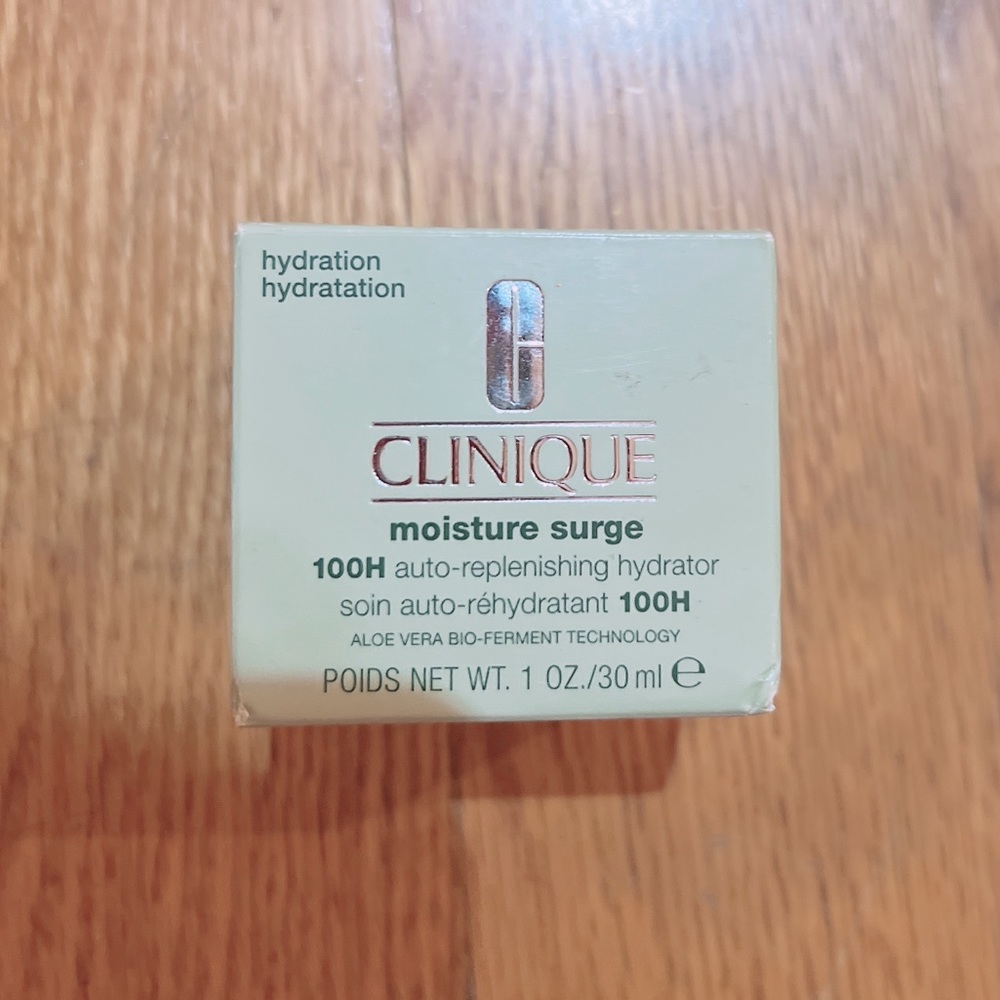 hydration
hydratation
CLINIQUE
moisture surge
100H auto-replenishing hydrator
soin auto-réhydratant 100H
ALOE VERA BIO-FERMENT TECHNOLOGY
POIDS NET WT. 1 OZ./30 ml ℮